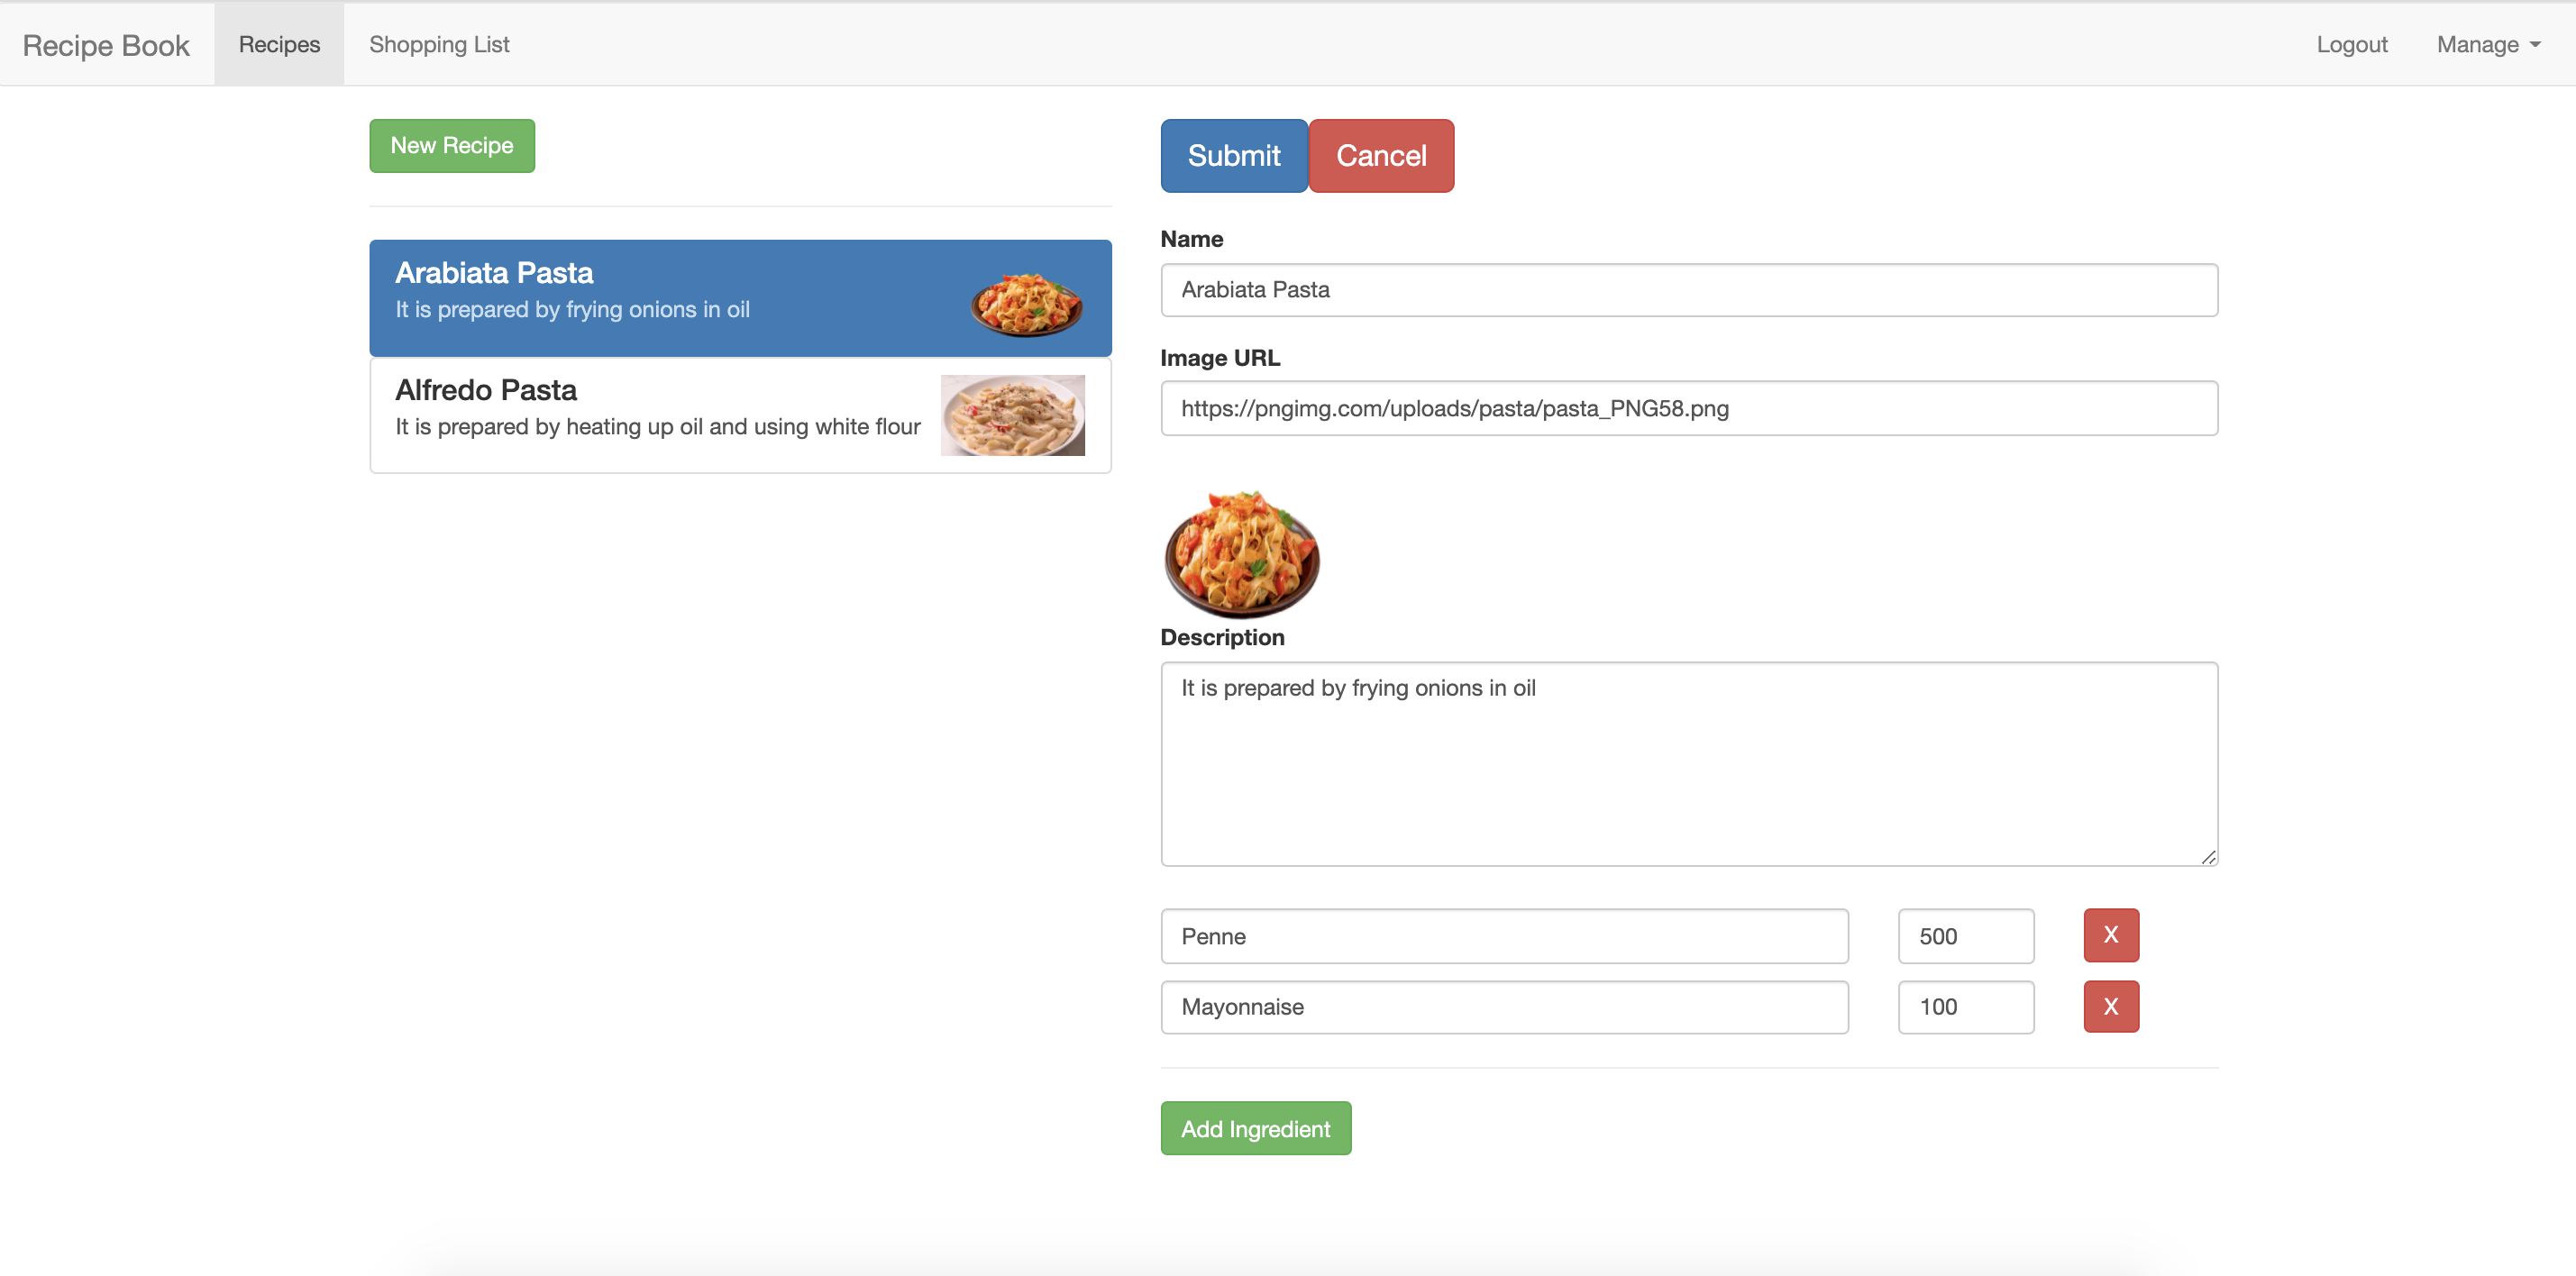 Recipe Book Recipes Shopping List Logout Manage
New Recipe
Arabiata Pasta
It is prepared by frying onions in oil
Alfredo Pasta
It is prepared by heating up oil and using white flour
Submit Cancel
Name
Arabiata Pasta
Image URL
https://pngimg.com/uploads/pasta/pasta_PNG58.png
Description
It is prepared by frying onions in oil
Penne 500 X
Mayonnaise 100 X
Add Ingredient